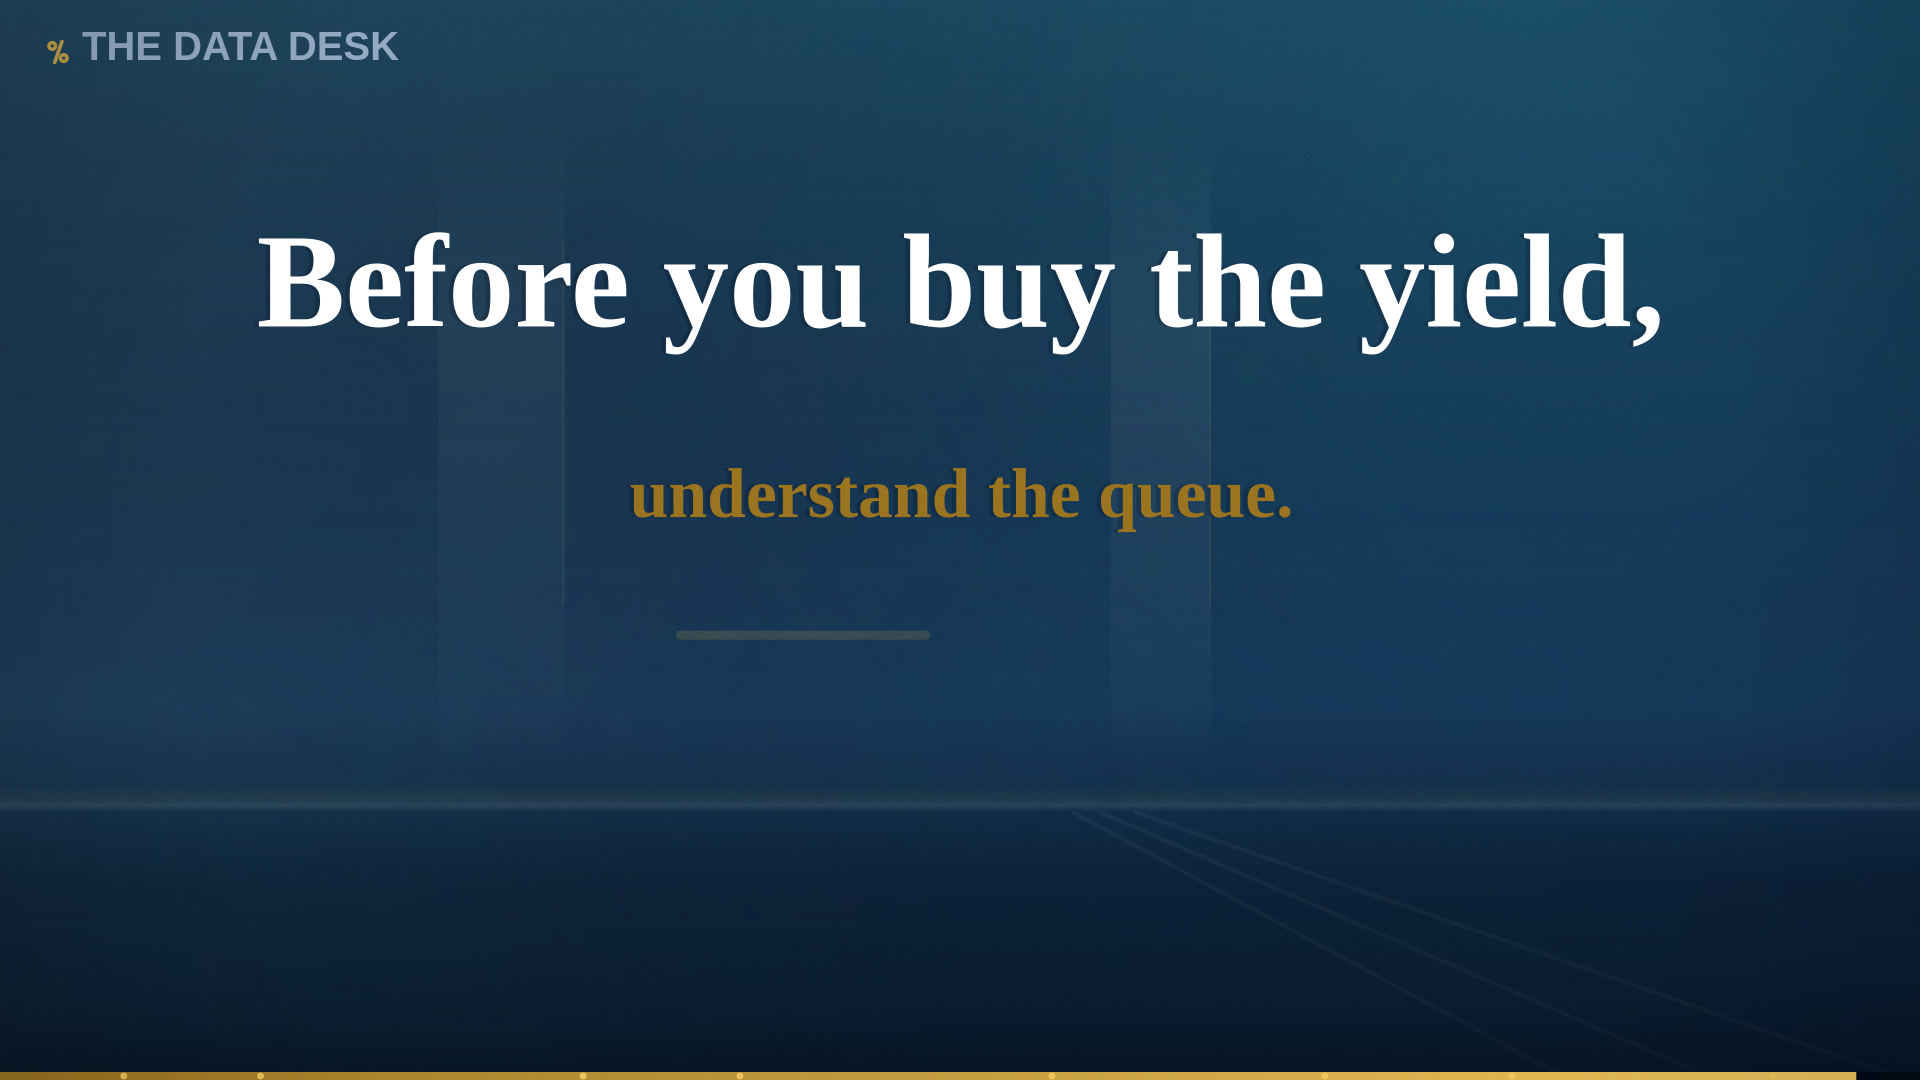 % THE DATA DESK
Before you buy the yield,
understand the queue.